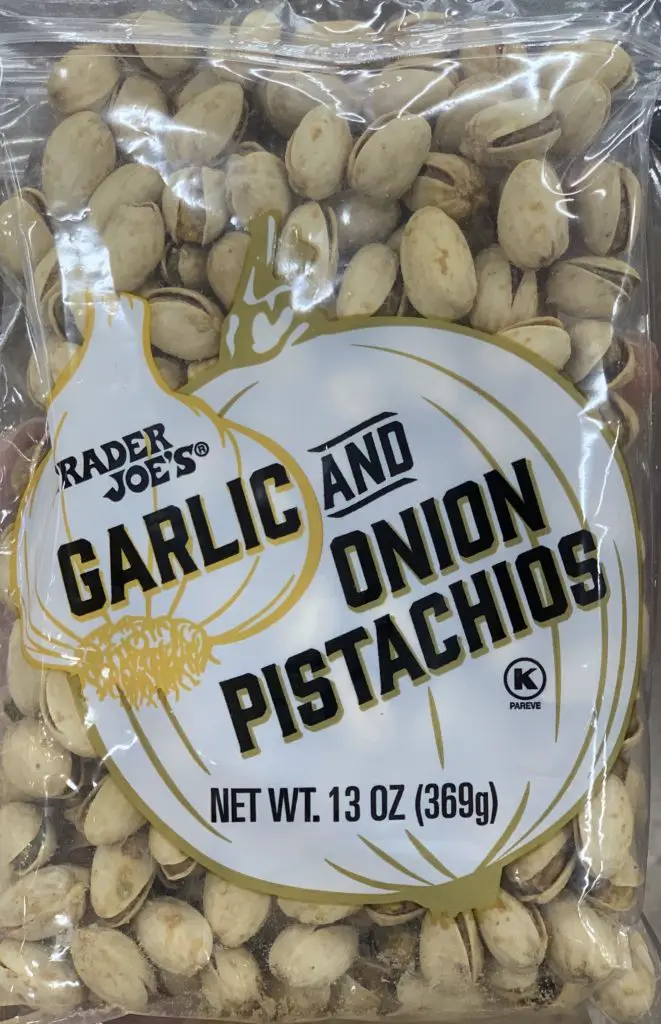 TRADER
JOE'S®
GARLIC AND
ONION
PISTACHIOS
K
PAREVE
NET WT. 13 OZ (369g)